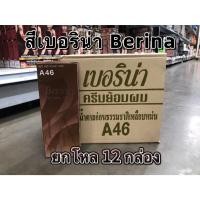 สีเบอริน่า Berina
เบอริน่า
ครีมย้อมผม
A46
Berina
A46
ยกโหล 12 กล่อง